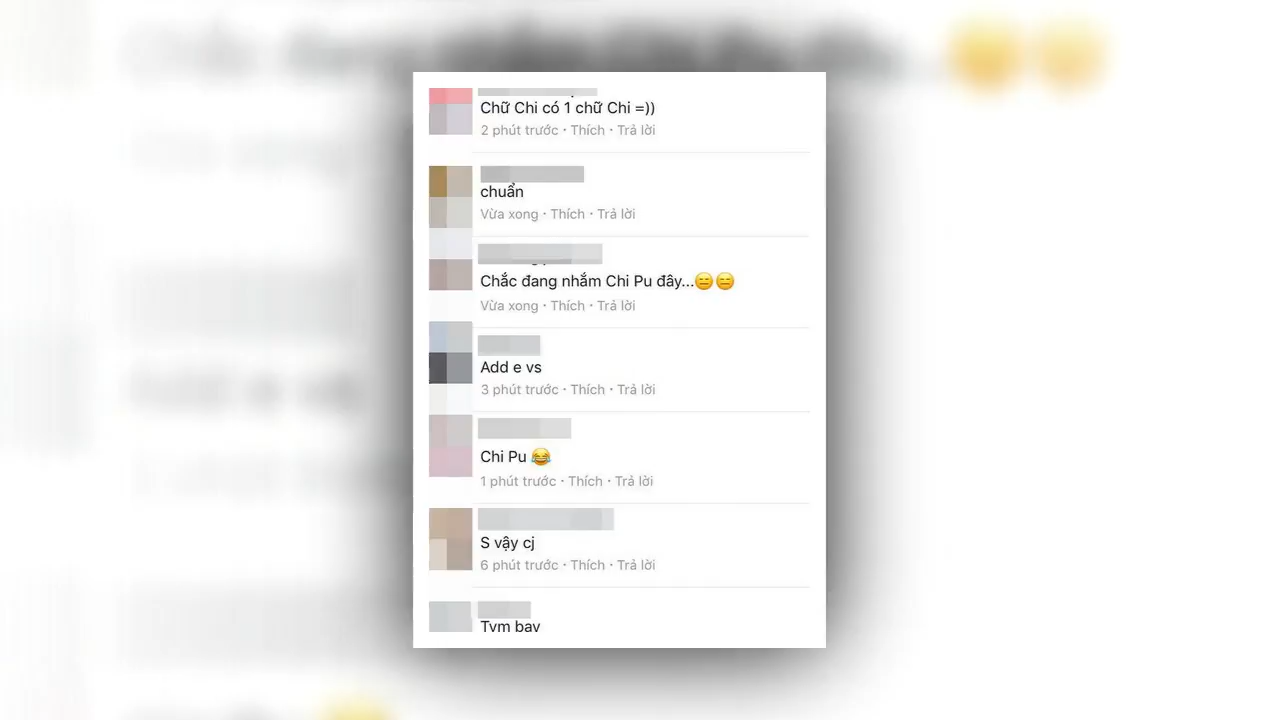 Chữ Chi có 1 chữ Chi =))
2 phút trước · Thích · Trả lời
chuẩn
Vừa xong · Thích · Trả lời
Chắc đang nhắm Chi Pu đây...😑😑
Vừa xong · Thích · Trả lời
Add e vs
3 phút trước · Thích · Trả lời
Chi Pu 😂
1 phút trước · Thích · Trả lời
S vậy cj
6 phút trước · Thích · Trả lời
Tym bay